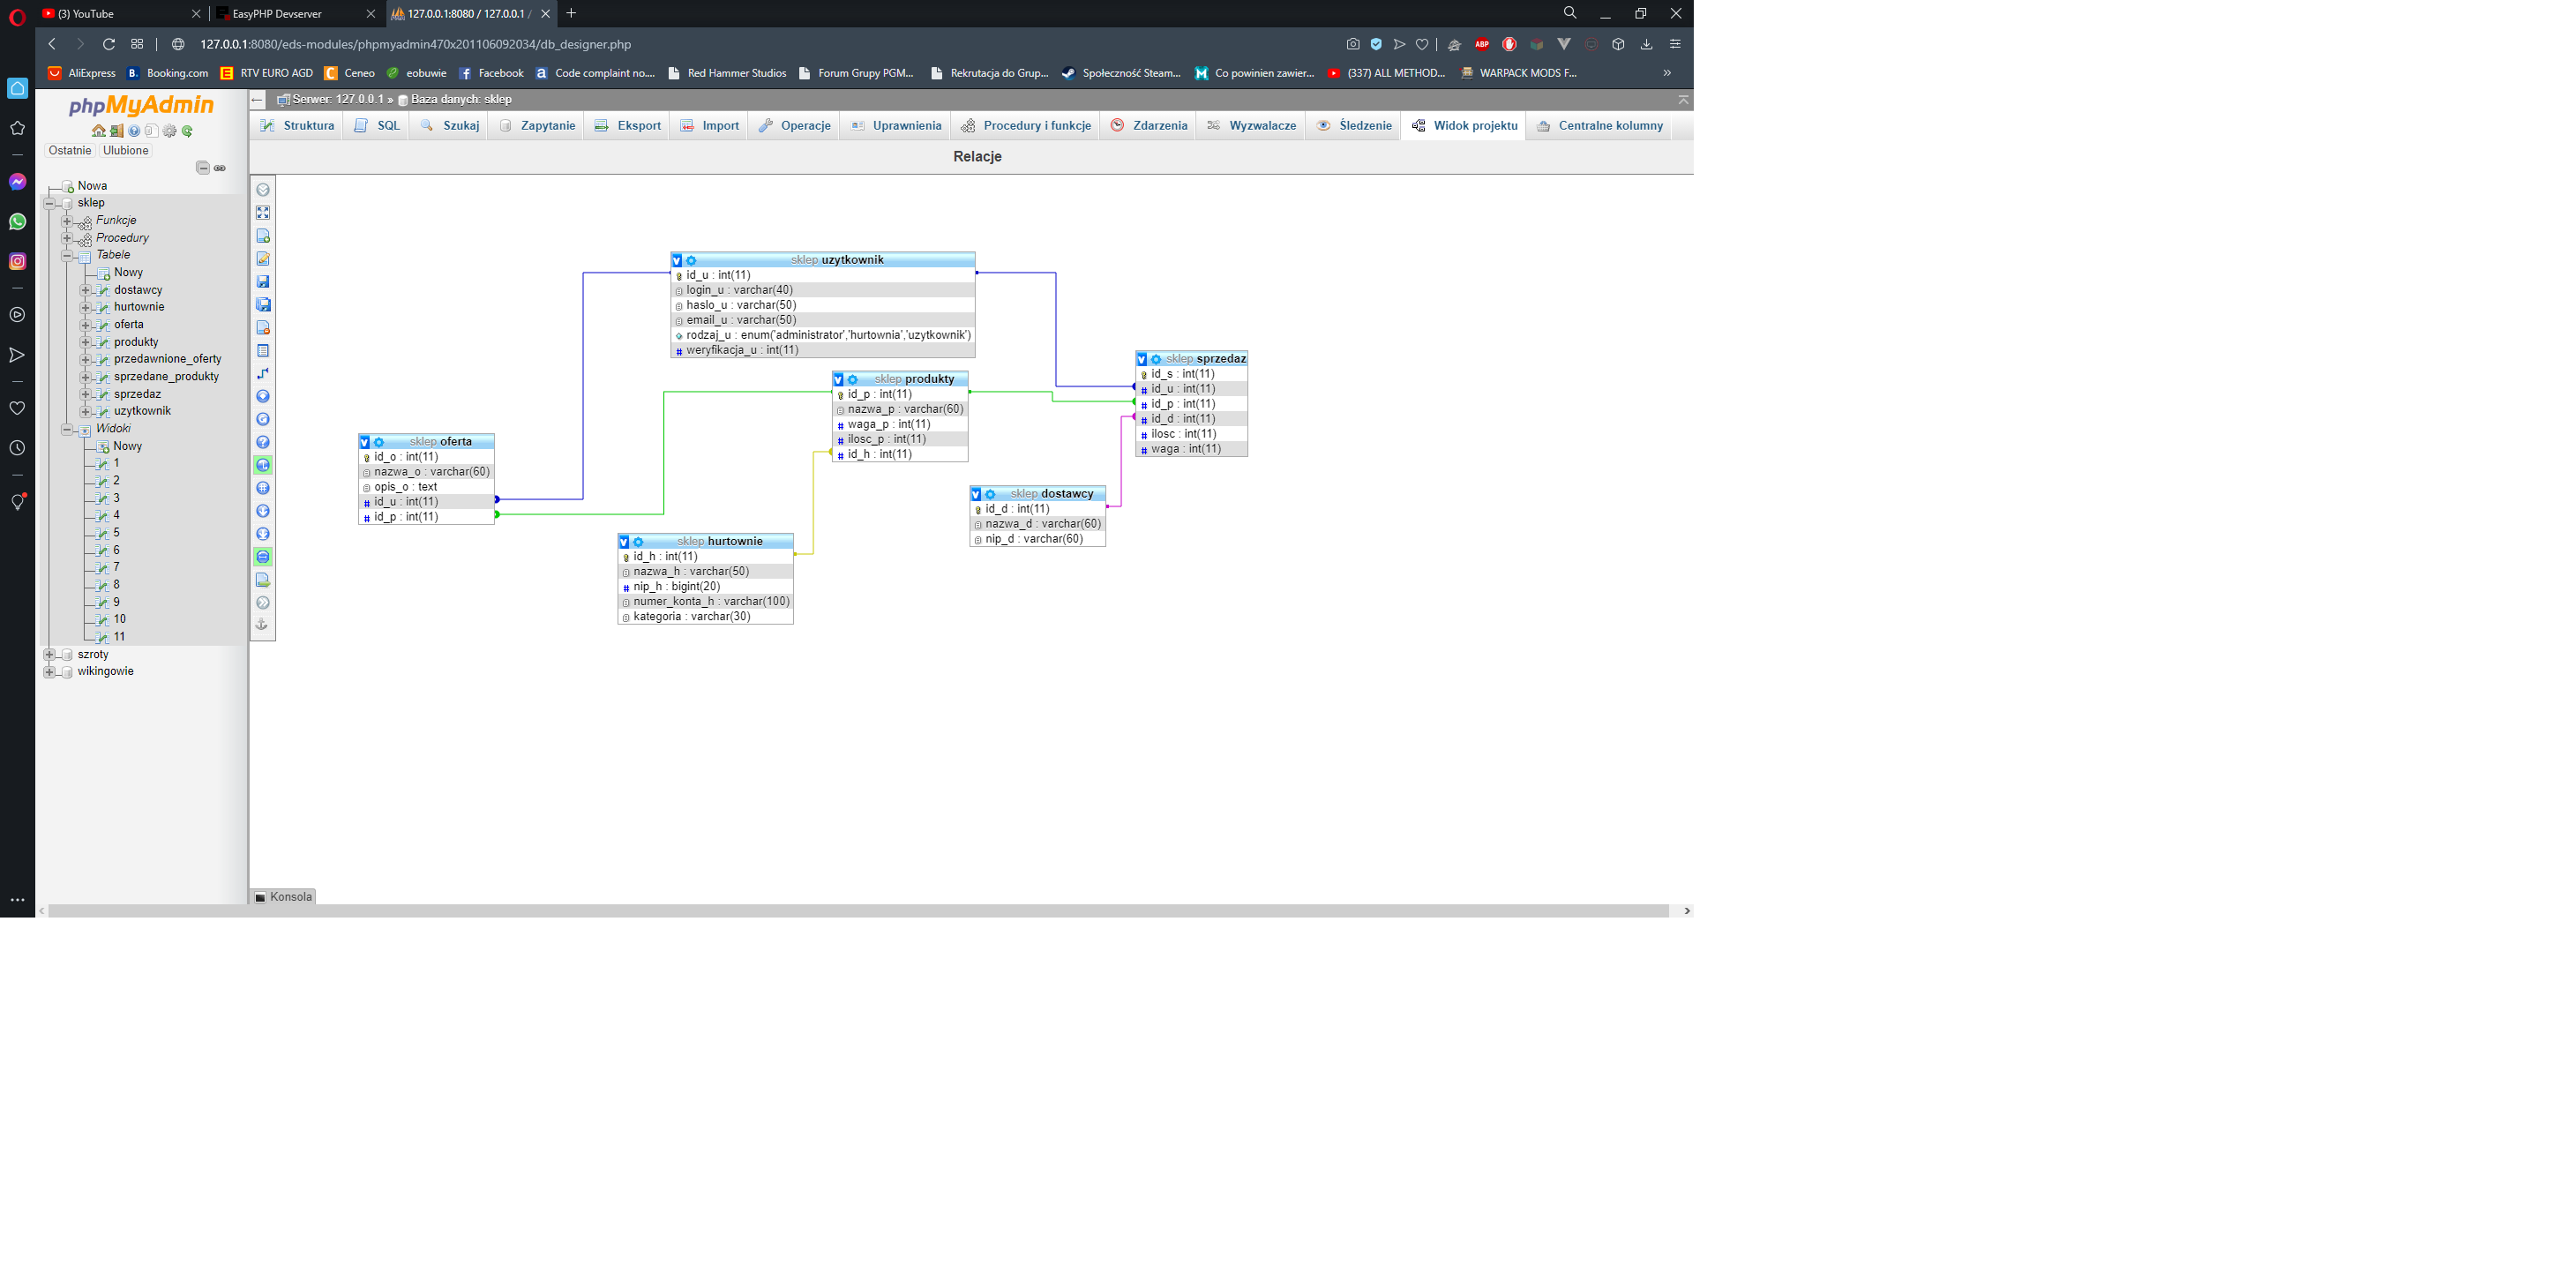 (3) YouTube
EasyPHP Devserver
127.0.0.1:8080 / 127.0.0.1 /
127.0.0.1:8080/eds-modules/phpmyadmin470x201106092034/db_designer.php
ABP
AliExpress
Booking.com
RTV EURO AGD
Ceneo
eobuwie
Facebook
Code complaint no....
Red Hammer Studios
Forum Grupy PGM...
Rekrutacja do Grup...
Społeczność Steam...
Co powinien zawier...
(337) ALL METHOD...
WARPACK MODS F...
»
phpMyAdmin
Ostatnie
Ulubione
Nowa
sklep
Funkcje
Procedury
Tabele
Nowy
dostawcy
hurtownie
oferta
produkty
przedawnione_oferty
sprzedane_produkty
sprzedaz
uzytkownik
Widoki
Nowy
1
2
3
4
5
6
7
8
9
10
11
szroty
wikingowie
Serwer: 127.0.0.1 » Baza danych: sklep
Struktura
SQL
Szukaj
Zapytanie
Eksport
Import
Operacje
Uprawnienia
Procedury i funkcje
Zdarzenia
Wyzwalacze
Śledzenie
Widok projektu
Centralne kolumny
Relacje
sklep uzytkownik
id_u : int(11)
login_u : varchar(40)
haslo_u : varchar(50)
email_u : varchar(50)
rodzaj_u : enum('administrator','hurtownia','uzytkownik')
weryfikacja_u : int(11)
sklep sprzedaz
id_s : int(11)
id_u : int(11)
id_p : int(11)
id_d : int(11)
ilosc : int(11)
waga : int(11)
sklep produkty
id_p : int(11)
nazwa_p : varchar(60)
waga_p : int(11)
ilosc_p : int(11)
id_h : int(11)
sklep oferta
id_o : int(11)
nazwa_o : varchar(60)
opis_o : text
id_u : int(11)
id_p : int(11)
sklep dostawcy
id_d : int(11)
nazwa_d : varchar(60)
nip_d : varchar(60)
sklep hurtownie
id_h : int(11)
nazwa_h : varchar(50)
nip_h : bigint(20)
numer_konta_h : varchar(100)
kategoria : varchar(30)
Konsola